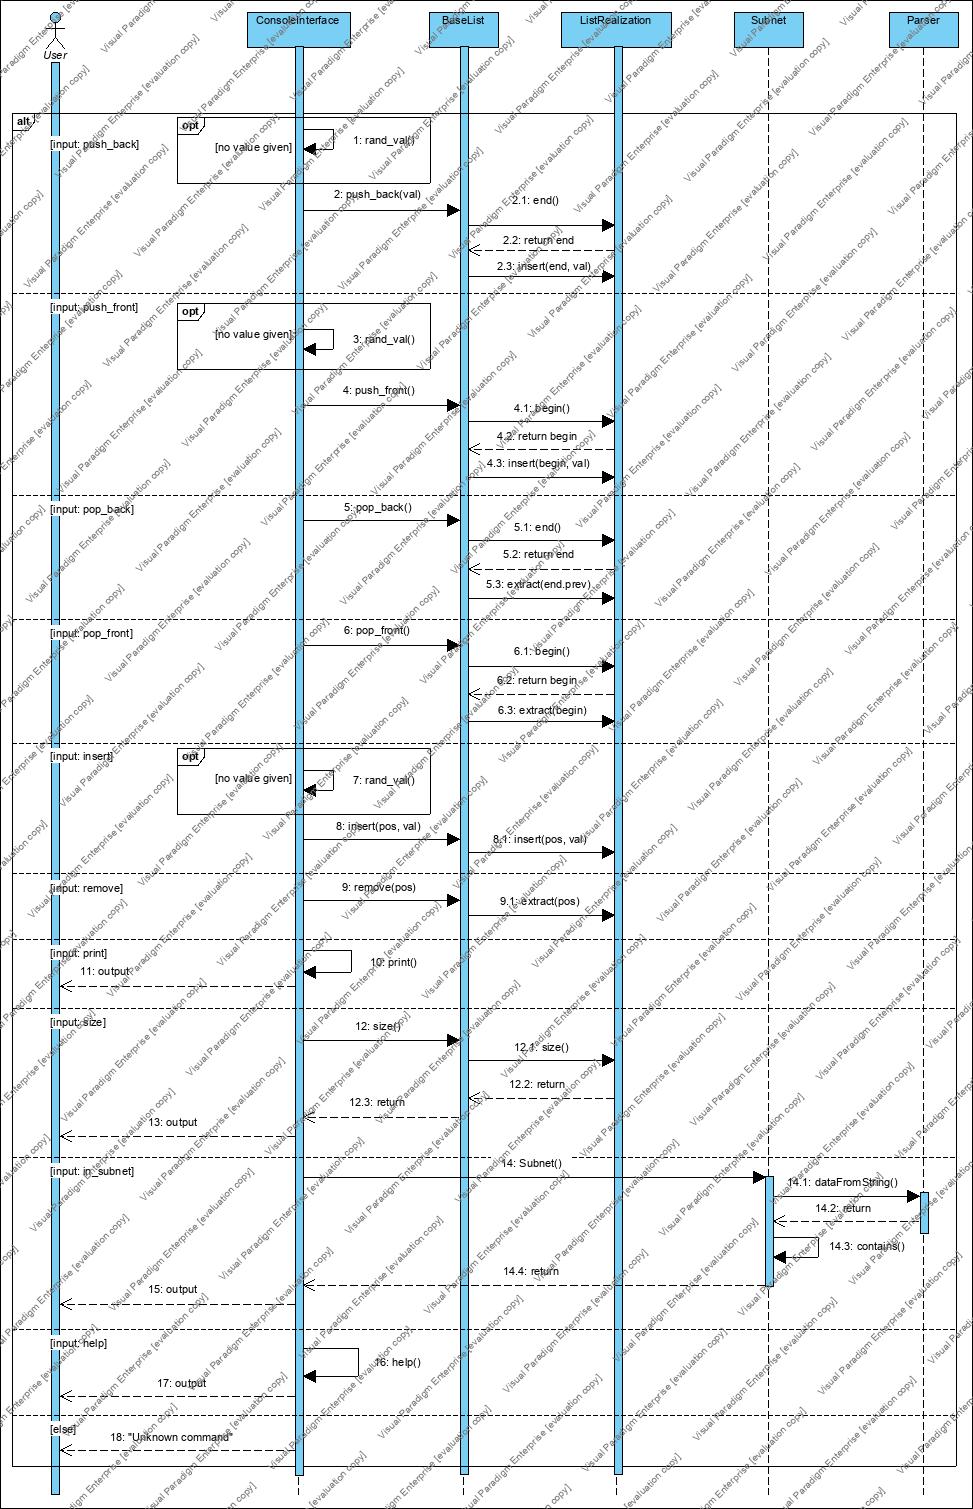 ConsoleInterface
BaseList
ListRealization
Subnet
Parser
User
alt
opt
[input: push_back]
[no value given]
1: rand_val()
2: push_back(val)
2.1: end()
2.2: return end
2.3: insert(end, val)
[input: push_front]
opt
[no value given]
3: rand_val()
4: push_front()
4.1: begin()
4.2: return begin
4.3: insert(begin, val)
[input: pop_back]
5: pop_back()
5.1: end()
5.2: return end
5.3: extract(end.prev)
[input: pop_front]
6: pop_front()
6.1: begin()
6.2: return begin
6.3: extract(begin)
[input: insert]
opt
[no value given]
7: rand_val()
8: insert(pos, val)
8.1: insert(pos, val)
[input: remove]
9: remove(pos)
9.1: extract(pos)
[input: print]
10: print()
11: output
[input: size]
12: size()
12.1: size()
12.2: return
12.3: return
13: output
[input: in_subnet]
14: Subnet()
14.1: dataFromString()
14.2: return
14.3: contains()
14.4: return
15: output
[input: help]
16: help()
17: output
[else]
18: "Unknown command"
Visual Paradigm Enterprise [evaluation copy]